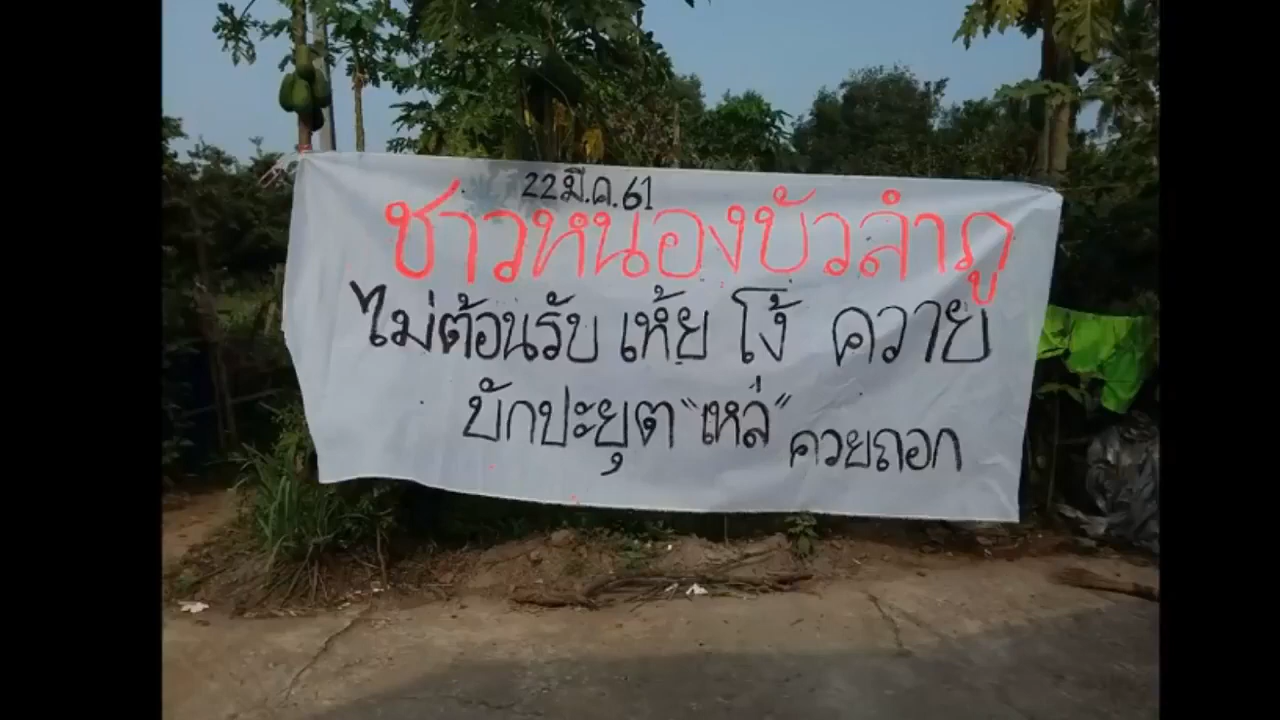 22 มี.ค. 61
ชาวหนองบัวลำภู
ไม่ต้อนรับ เห้ย โง้ ควาย
บักปะยุต "เหล่" ควยถอก